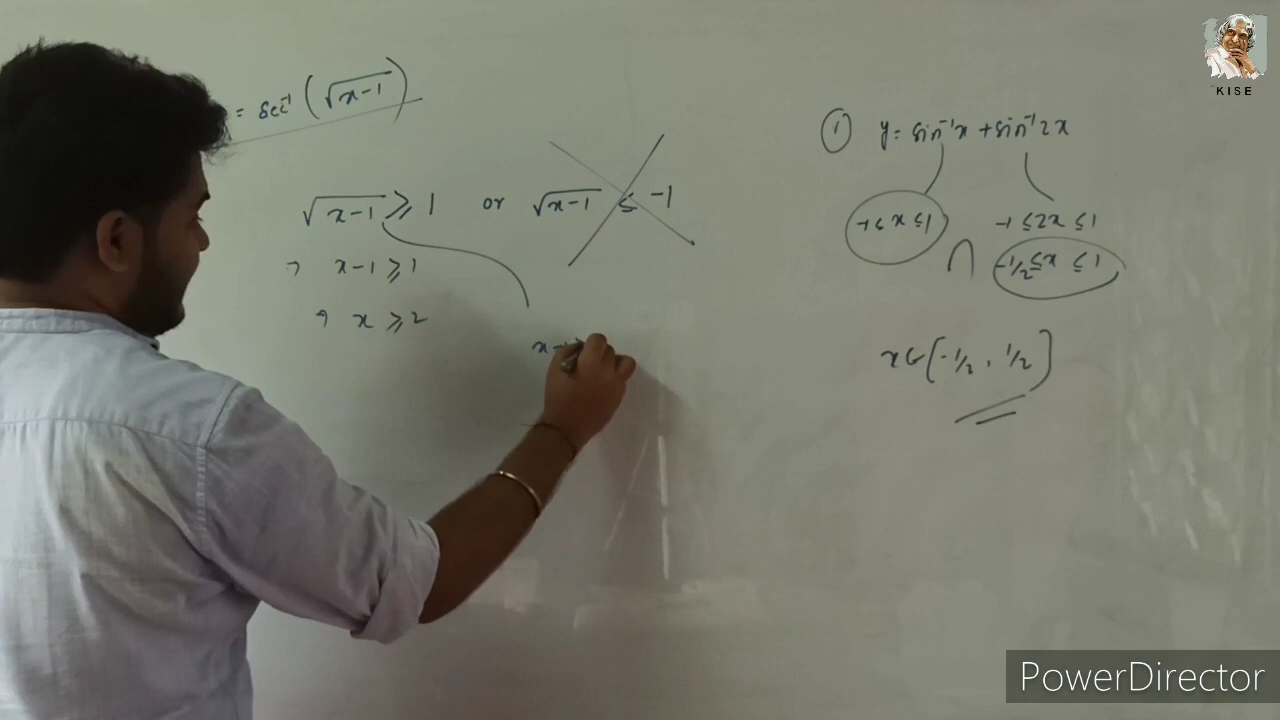 = sec⁻¹ (√x-1)
√x-1 ≥ 1 or √x-1 ≤ -1
x-1 ≥ 1
x ≥ 2
x-1
① y = sin⁻¹x + sin⁻¹2x
-1 ≤ x ≤ 1
-1 ≤ 2x ≤ 1
∩
-1/2 ≤ x ≤ 1
x ∈ [-1/2, 1/2]
KISE
PowerDirector